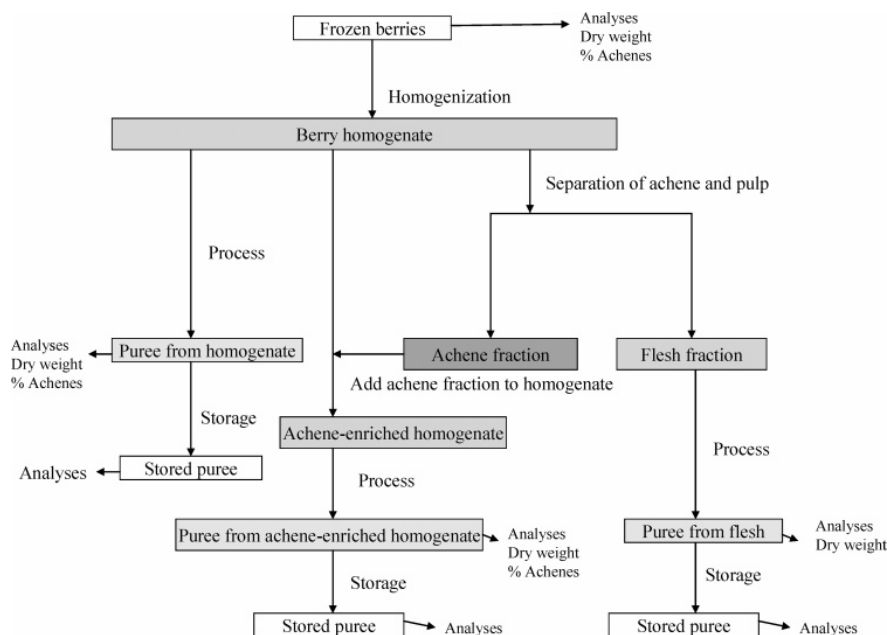 Frozen berries
Analyses
Dry weight
% Achenes
Homogenization
Berry homogenate
Separation of achene and pulp
Process
Analyses
Dry weight
% Achenes
Puree from homogenate
Achene fraction
Flesh fraction
Add achene fraction to homogenate
Storage
Achene-enriched homogenate
Process
Analyses
Stored puree
Process
Puree from achene-enriched homogenate
Analyses
Dry weight
% Achenes
Puree from flesh
Analyses
Dry weight
Storage
Storage
Stored puree
Analyses
Stored puree
Analyses